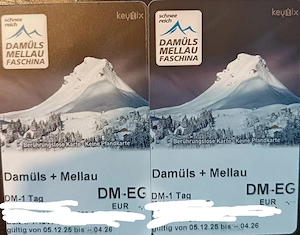 keytix
schnee
reich
DAMÜLS
MELLAU
FASCHINA
Berührungslose Karte - Keine Pfandkarte
Damüls + Mellau
DM-1 Tag
DM-EG
EUR
gültig von 05.12.25 bis -- 04.26
keytix
schnee
reich
DAMÜLS
MELLAU
FASCHINA
Berührungslose Karte - Keine Pfandkarte
Damüls + Mellau
DM-1 Tag
DM-EG
EUR
gültig von 05.12.25 bis -- 04.26